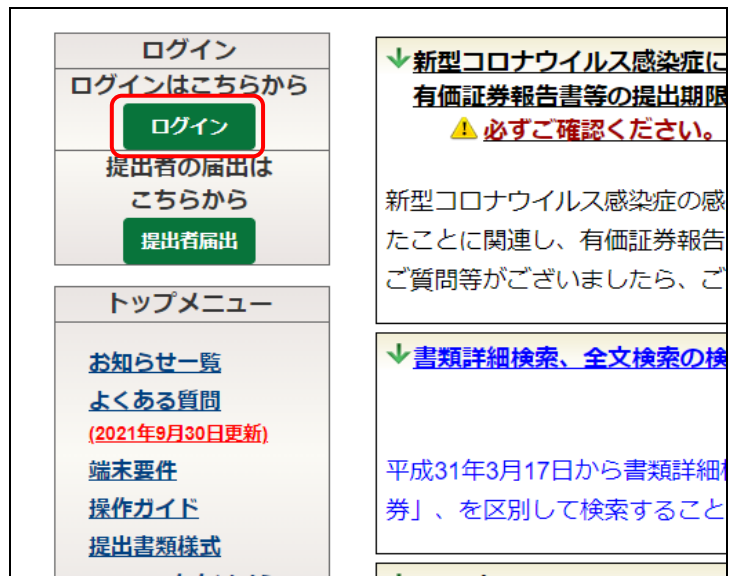 ログイン
ログインはこちらから
ログイン
提出者の届出は
こちらから
提出者届出
トップメニュー
お知らせ一覧
よくある質問
(2021年9月30日更新)
端末要件
操作ガイド
提出書類様式
新型コロナウイルス感染症に
有価証券報告書等の提出期限
必ずご確認ください。
新型コロナウイルス感染症の感
たことに関連し、有価証券報告
ご質問等がございましたら、ご
書類詳細検索、全文検索の検
平成31年3月17日から書類詳細
券」、を区別して検索すること